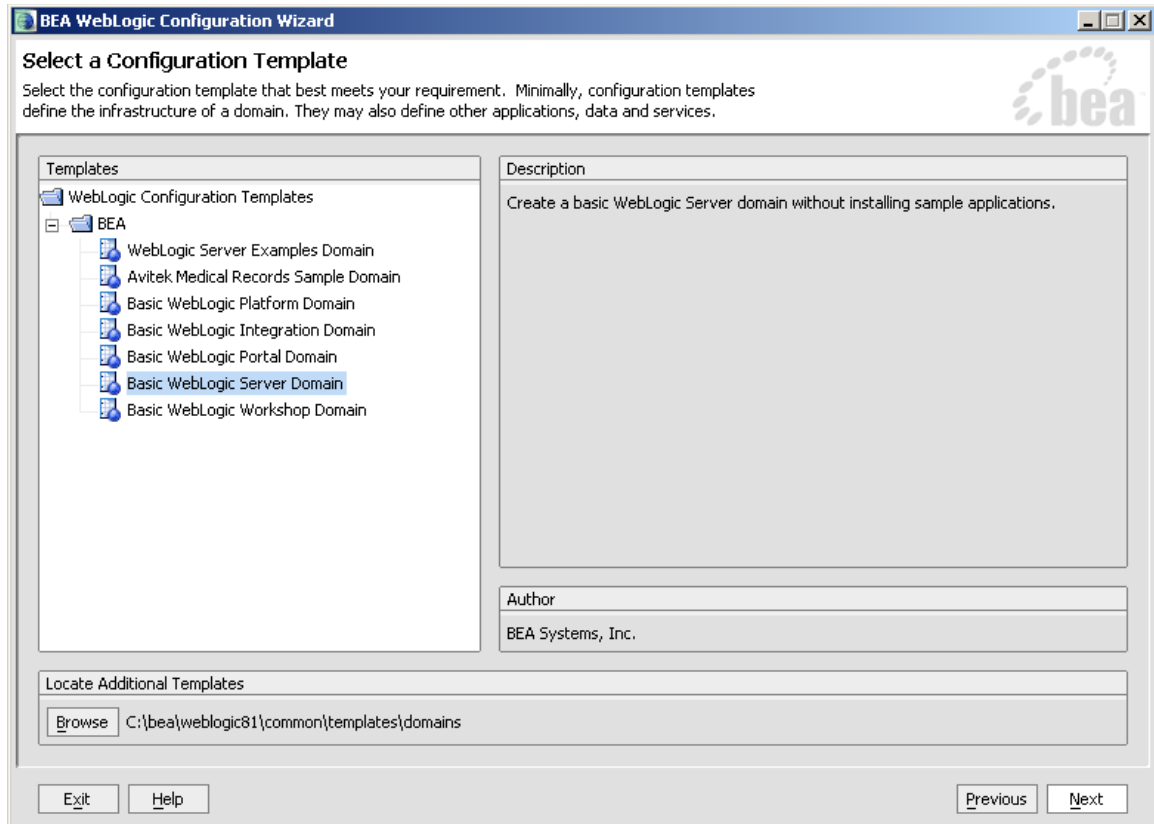 BEA WebLogic Configuration Wizard
Select a Configuration Template
Select the configuration template that best meets your requirement. Minimally, configuration templates
define the infrastructure of a domain. They may also define other applications, data and services.
bea
Templates
WebLogic Configuration Templates
BEA
WebLogic Server Examples Domain
Avitek Medical Records Sample Domain
Basic WebLogic Platform Domain
Basic WebLogic Integration Domain
Basic WebLogic Portal Domain
Basic WebLogic Server Domain
Basic WebLogic Workshop Domain
Description
Create a basic WebLogic Server domain without installing sample applications.
Author
BEA Systems, Inc.
Locate Additional Templates
Browse C:\bea\weblogic81\common\templates\domains
Exit Help Previous Next